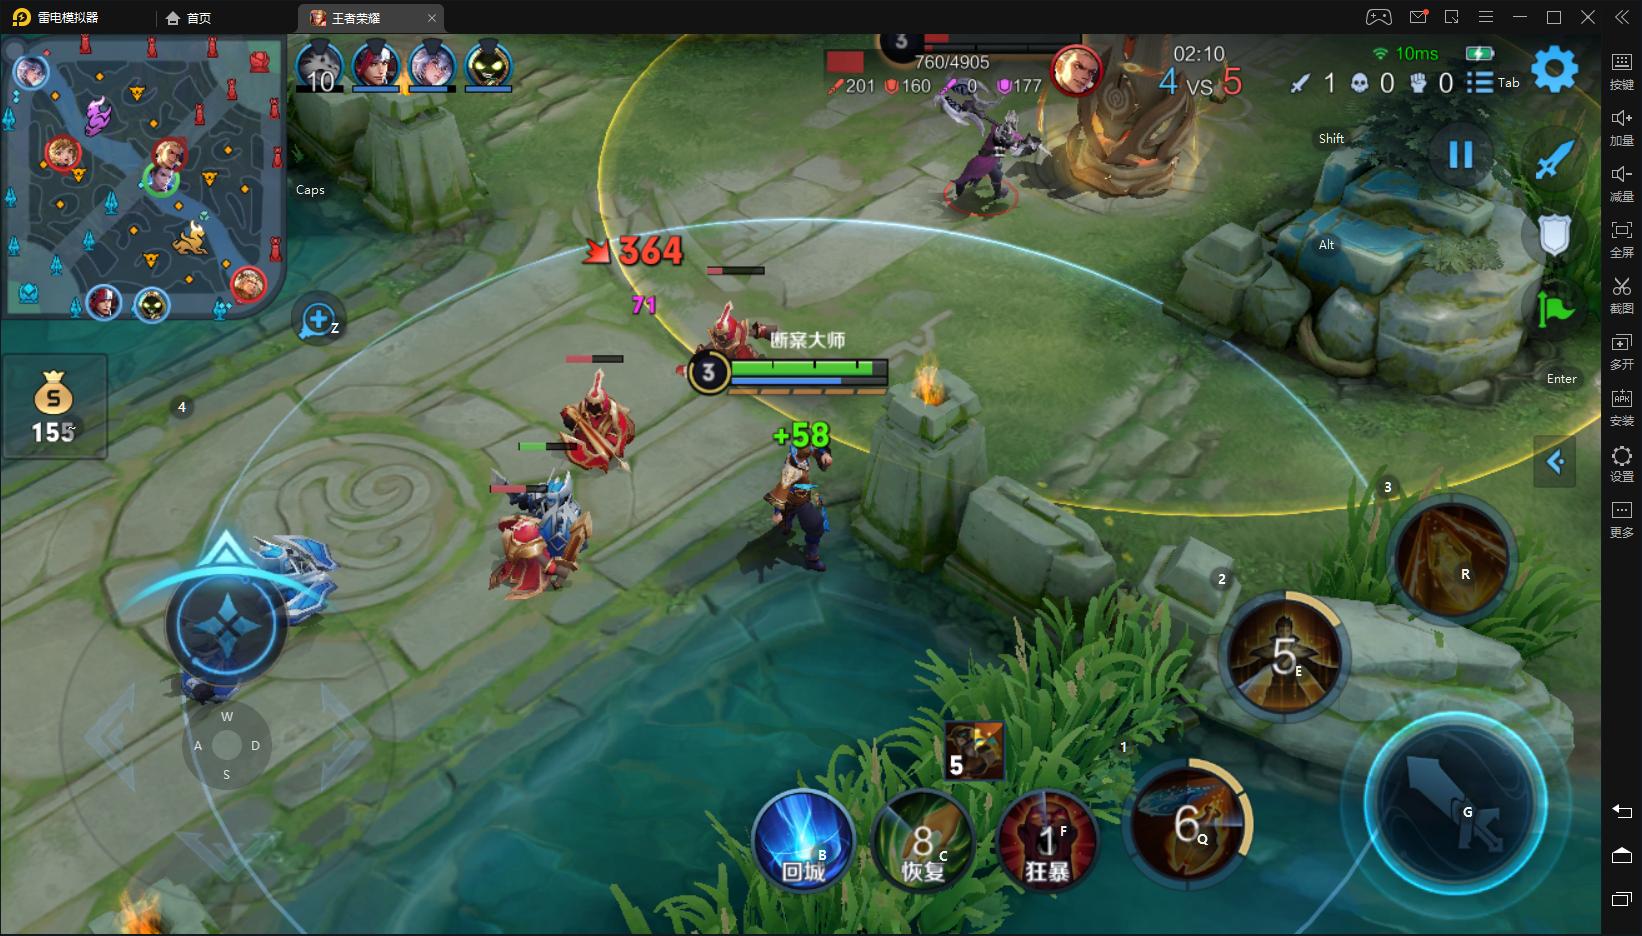 雷电模拟器
首页
王者荣耀
10
3
760/4905
201 160 0 177
02:10
4 VS 5
10ms
1 0 0
Tab
Caps
Shift
Alt
Enter
364
71
断案大师
3
+58
Z
155
4
3
R
2
5
E
1
W
A D
S
5
B
回城
8
C
恢复
1
F
狂暴
6
Q
G
按键
加量
减量
全屏
截图
多开
APK
安装
设置
更多